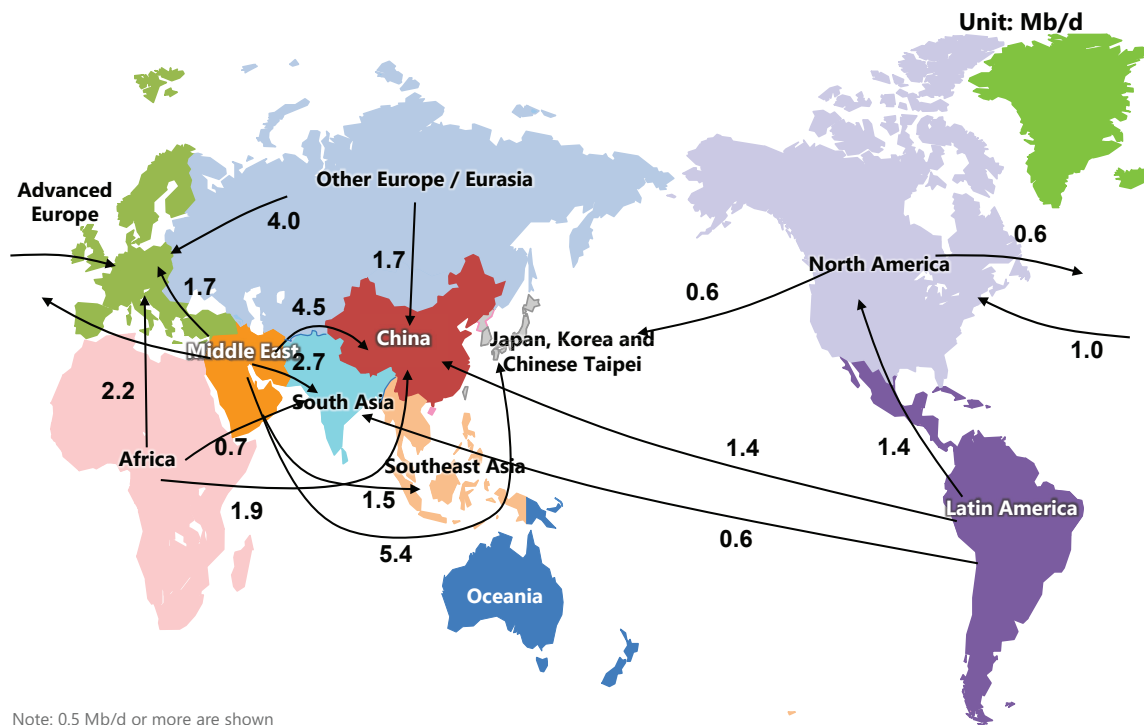 Unit: Mb/d
Other Europe / Eurasia
Advanced
Europe
4.0
0.6
1.7
North America
1.7
4.5
0.6
China
Japan, Korea and
Chinese Taipei
Middle East
1.0
2.7
2.2
South Asia
0.7
1.4
1.4
Africa
Southeast Asia
1.5
1.9
Latin America
0.6
5.4
Oceania
Note: 0.5 Mb/d or more are shown